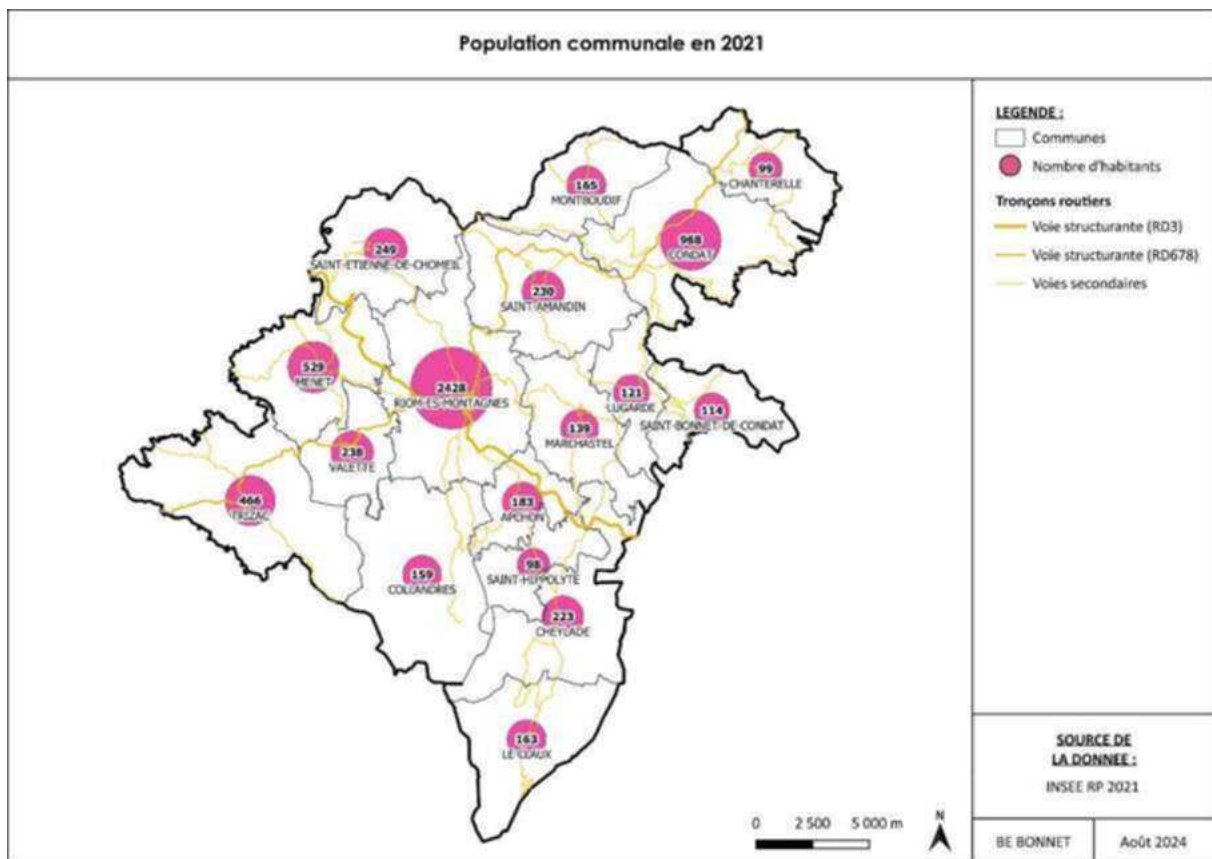 Population communale en 2021
LEGENDE :
Communes
Nombre d'habitants
Tronçons routiers
Voie structurante (RD3)
Voie structurante (RD678)
Voies secondaires
99
CHANTERELLE
165
MONTBOUDIF
968
CONDAT
249
SAINT-ETIENNE-DE-CHOMEIL
230
SAINT-AMANDIN
529
MENET
2428
RIOM-ES-MONTAGNES
121
LUGARDE
114
SAINT-BONNET-DE-CONDAT
139
MARCHASTEL
238
VALETTE
466
TRIZAC
183
APCHON
98
SAINT-HIPPOLYTE
159
COLLANDRES
223
CHEYLADE
163
LE CLAUX
0 2 500 5 000 m
N
SOURCE DE
LA DONNEE :
INSEE RP 2021
BE BONNET
Août 2024